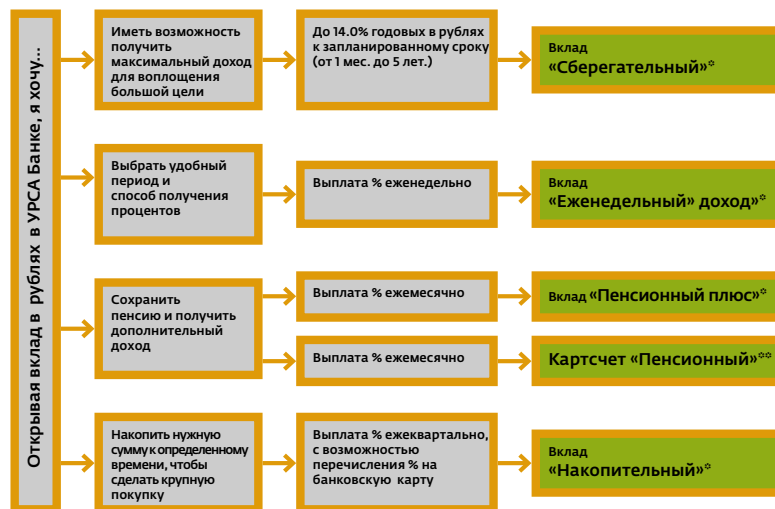 Открывая вклад в рублях в УРСА Банке, я хочу...
Иметь возможность
получить
максимальный доход
для воплощения
большой цели
До 14.0% годовых в рублях
к запланированному сроку
(от 1 мес. до 5 лет.)
Вклад
«Сберегательный»*
Выбрать удобный
период и
способ получения
процентов
Выплата % еженедельно
Вклад
«Еженедельный» доход»*
Сохранить
пенсию и получить
дополнительный
доход
Выплата % ежемесячно
Вклад «Пенсионный плюс»*
Выплата % ежемесячно
Картсчет «Пенсионный»**
Накопить нужную
сумму к определенному
времени, чтобы
сделать крупную
покупку
Выплата % ежеквартально,
с возможностью
перечисления % на
банковскую карту
Вклад
«Накопительный»*